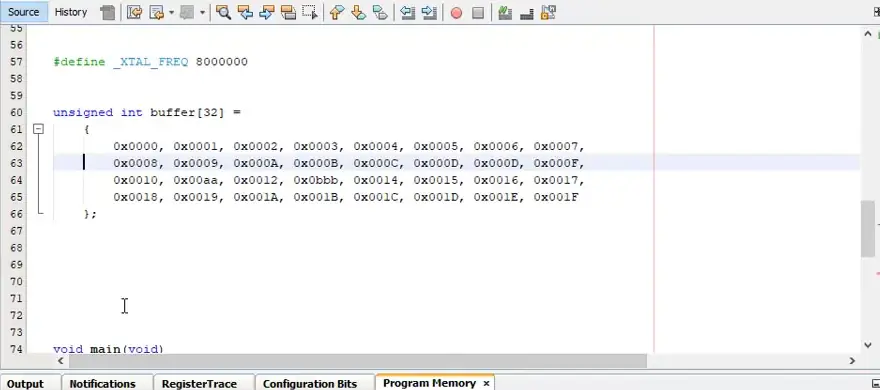 Source History
55
56
57 #define _XTAL_FREQ 8000000
58
59
60 unsigned int buffer[32] =
61 {
62 0x0000, 0x0001, 0x0002, 0x0003, 0x0004, 0x0005, 0x0006, 0x0007,
63 0x0008, 0x0009, 0x000A, 0x000B, 0x000C, 0x000D, 0x000D, 0x000F,
64 0x0010, 0x00aa, 0x0012, 0x0bbb, 0x0014, 0x0015, 0x0016, 0x0017,
65 0x0018, 0x0019, 0x001A, 0x001B, 0x001C, 0x001D, 0x001E, 0x001F
66 };
67
68
69
70
71
72
73
74 void main(void)
Output Notifications RegisterTrace Configuration Bits Program Memory ×